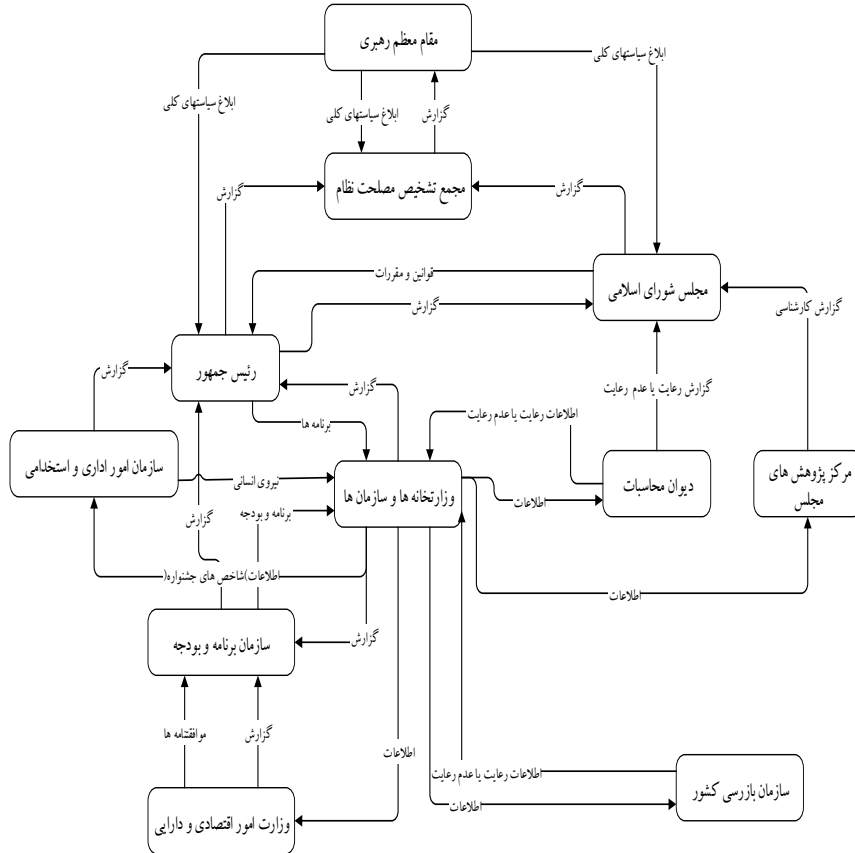 مقام معظم رهبری
ابلاغ سیاستهای کلی
ابلاغ سیاستهای کلی
ابلاغ سیاستهای کلی
گزارش
مجمع تشخیص مصلحت نظام
گزارش
گزارش
مجلس شورای اسلامی
قوانین و مقررات
گزارش
گزارش کارشناسی
رئیس جمهور
گزارش
گزارش
گزارش رعایت یا عدم رعایت
برنامه ها
اطلاعات رعایت یا عدم رعایت
سازمان امور اداری و استخدامی
نیروی انسانی
وزارتخانه ها و سازمان ها
دیوان محاسبات
مرکز پژوهش های
مجلس
اطلاعات
برنامه و بودجه
گزارش
اطلاعات)شاخص های جشنواره(
اطلاعات
سازمان برنامه و بودجه
گزارش
موافقتنامه ها
گزارش
اطلاعات
اطلاعات رعایت یا عدم رعایت
سازمان بازرسی کشور
اطلاعات
وزارت امور اقتصادی و دارایی